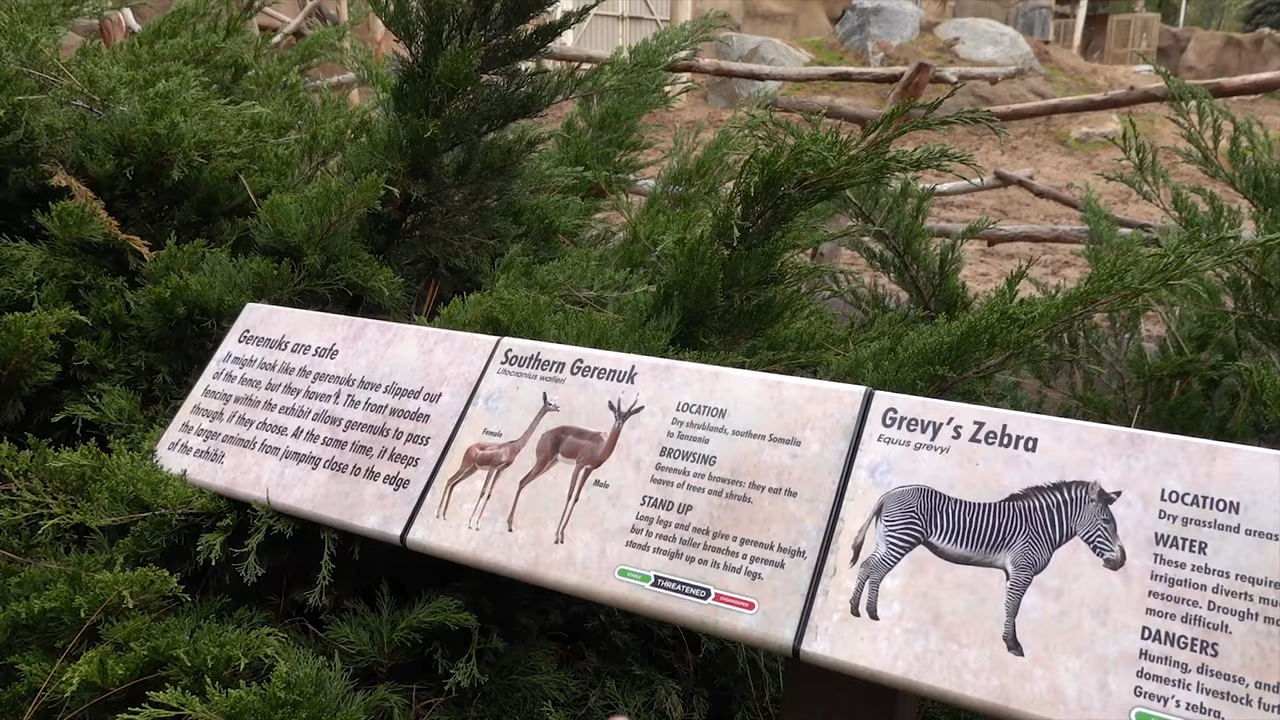 Gerenuks are safe
It might look like the gerenuks have slipped out
of the fence, but they haven't. The front wooden
fencing within the exhibit allows gerenuks to pass
through, if they choose. At the same time, it keeps
the larger animals from jumping close to the edge
of the exhibit.
Southern Gerenuk
Litocranius walleri
Female
Male
LOCATION
Dry shrublands, southern Somalia
to Tanzania
BROWSING
Gerenuks are browsers: they eat the
leaves of trees and shrubs.
STAND UP
Long legs and neck give a gerenuk height,
but to reach taller branches a gerenuk
stands straight up on its hind legs.
STABLE THREATENED ENDANGERED
Grevy's Zebra
Equus grevyi
LOCATION
Dry grassland areas
WATER
These zebras require
irrigation diverts mu
resource. Drought ma
more difficult.
DANGERS
Hunting, disease, and
domestic livestock furt
Grevy's zebra.